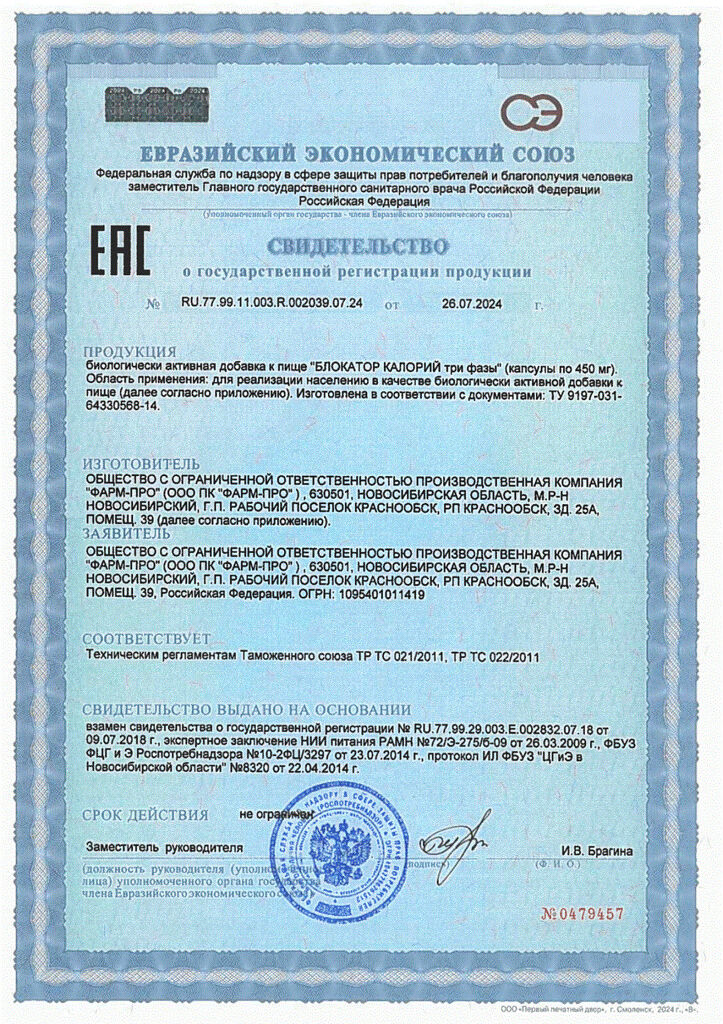 2024 РФ 2024 РФ 2024
СЭ
ЕВРАЗИЙСКИЙ ЭКОНОМИЧЕСКИЙ СОЮЗ
Федеральная служба по надзору в сфере защиты прав потребителей и благополучия человека
заместитель Главного государственного санитарного врача Российской Федерации
Российская Федерация
(уполномоченный орган государства - члена Евразийского экономического союза)
ЕАС
СВИДЕТЕЛЬСТВО
о государственной регистрации продукции
№ RU.77.99.11.003.R.002039.07.24 от 26.07.2024 г.
ПРОДУКЦИЯ
биологически активная добавка к пище "БЛОКАТОР КАЛОРИЙ три фазы" (капсулы по 450 мг).
Область применения: для реализации населению в качестве биологически активной добавки к
пище (далее согласно приложению). Изготовлена в соответствии с документами: ТУ 9197-031-
64330568-14.
ИЗГОТОВИТЕЛЬ
ОБЩЕСТВО С ОГРАНИЧЕННОЙ ОТВЕТСТВЕННОСТЬЮ ПРОИЗВОДСТВЕННАЯ КОМПАНИЯ
"ФАРМ-ПРО" (ООО ПК "ФАРМ-ПРО" ) , 630501, НОВОСИБИРСКАЯ ОБЛАСТЬ, М.Р-Н
НОВОСИБИРСКИЙ, Г.П. РАБОЧИЙ ПОСЕЛОК КРАСНООБСК, РП КРАСНООБСК, ЗД. 25А,
ПОМЕЩ. 39 (далее согласно приложению).
ЗАЯВИТЕЛЬ
ОБЩЕСТВО С ОГРАНИЧЕННОЙ ОТВЕТСТВЕННОСТЬЮ ПРОИЗВОДСТВЕННАЯ КОМПАНИЯ
"ФАРМ-ПРО" (ООО ПК "ФАРМ-ПРО" ) , 630501, НОВОСИБИРСКАЯ ОБЛАСТЬ, М.Р-Н
НОВОСИБИРСКИЙ, Г.П. РАБОЧИЙ ПОСЕЛОК КРАСНООБСК, РП КРАСНООБСК, ЗД. 25А,
ПОМЕЩ. 39, Российская Федерация. ОГРН: 1095401011419
СООТВЕТСТВУЕТ
Техническим регламентам Таможенного союза ТР ТС 021/2011, ТР ТС 022/2011
СВИДЕТЕЛЬСТВО ВЫДАНО НА ОСНОВАНИИ
взамен свидетельства о государственной регистрации № RU.77.99.29.003.Е.002832.07.18 от
09.07.2018 г., экспертное заключение НИИ питания РАМН №72/Э-275/б-09 от 26.03.2009 г., ФБУЗ
ФЦГ и Э Роспотребнадзора №10-2ФЦ/3297 от 23.07.2014 г., протокол ИЛ ФБУЗ "ЦГиЭ в
Новосибирской области" №8320 от 22.04.2014 г.
СРОК ДЕЙСТВИЯ не ограничен
Заместитель руководителя И.В. Брагина
(должность руководителя (уполномоченного (подпись) (Ф. И. О.)
лица) уполномоченного органа государства
члена Евразийского экономического союза)
№0479457
ООО «Первый печатный двор», г. Смоленск, 2024 г., «В».